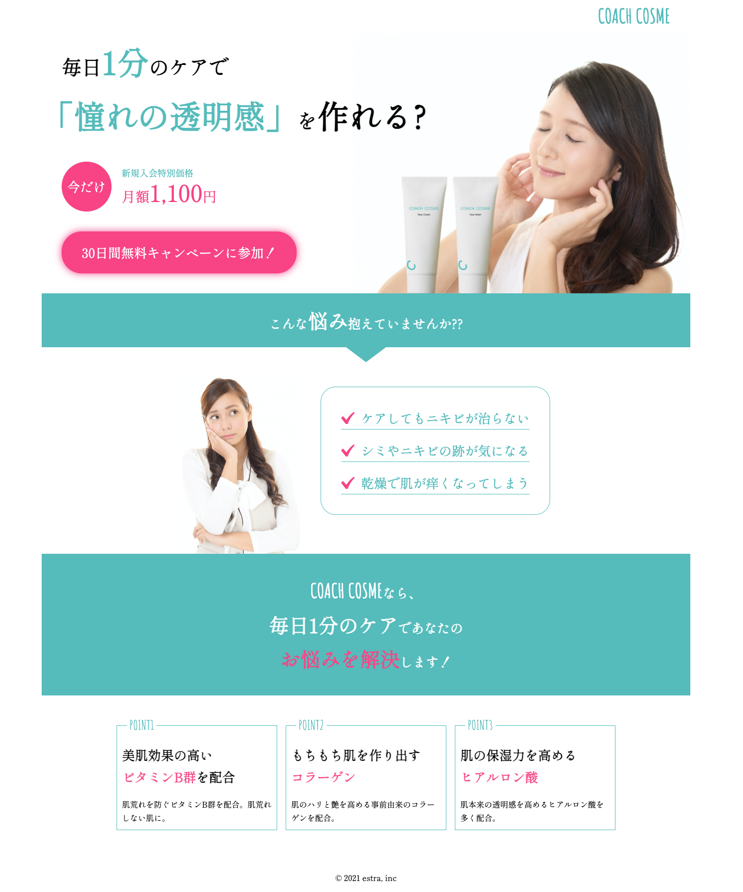 COACH COSME
毎日1分のケアで
「憧れの透明感」を作れる?
今だけ
新規入会特別価格
月額1,100円
30日間無料キャンペーンに参加!
COACH COSME
COACH COSME
こんな悩み抱えていませんか??
ケアしてもニキビが治らない
シミやニキビの跡が気になる
乾燥で肌が痒くなってしまう
COACH COSMEなら、
毎日1分のケアであなたの
お悩みを解決します!
POINT1
美肌効果の高い
ビタミンB群を配合
肌荒れを防ぐビタミンB群を配合。肌荒れ
しない肌に。
POINT2
もちもち肌を作り出す
コラーゲン
肌のハリと艶を高める事前由来のコラー
ゲンを配合。
POINT3
肌の保湿力を高める
ヒアルロン酸
肌本来の透明感を高めるヒアルロン酸を
多く配合。
© 2021 estra, inc